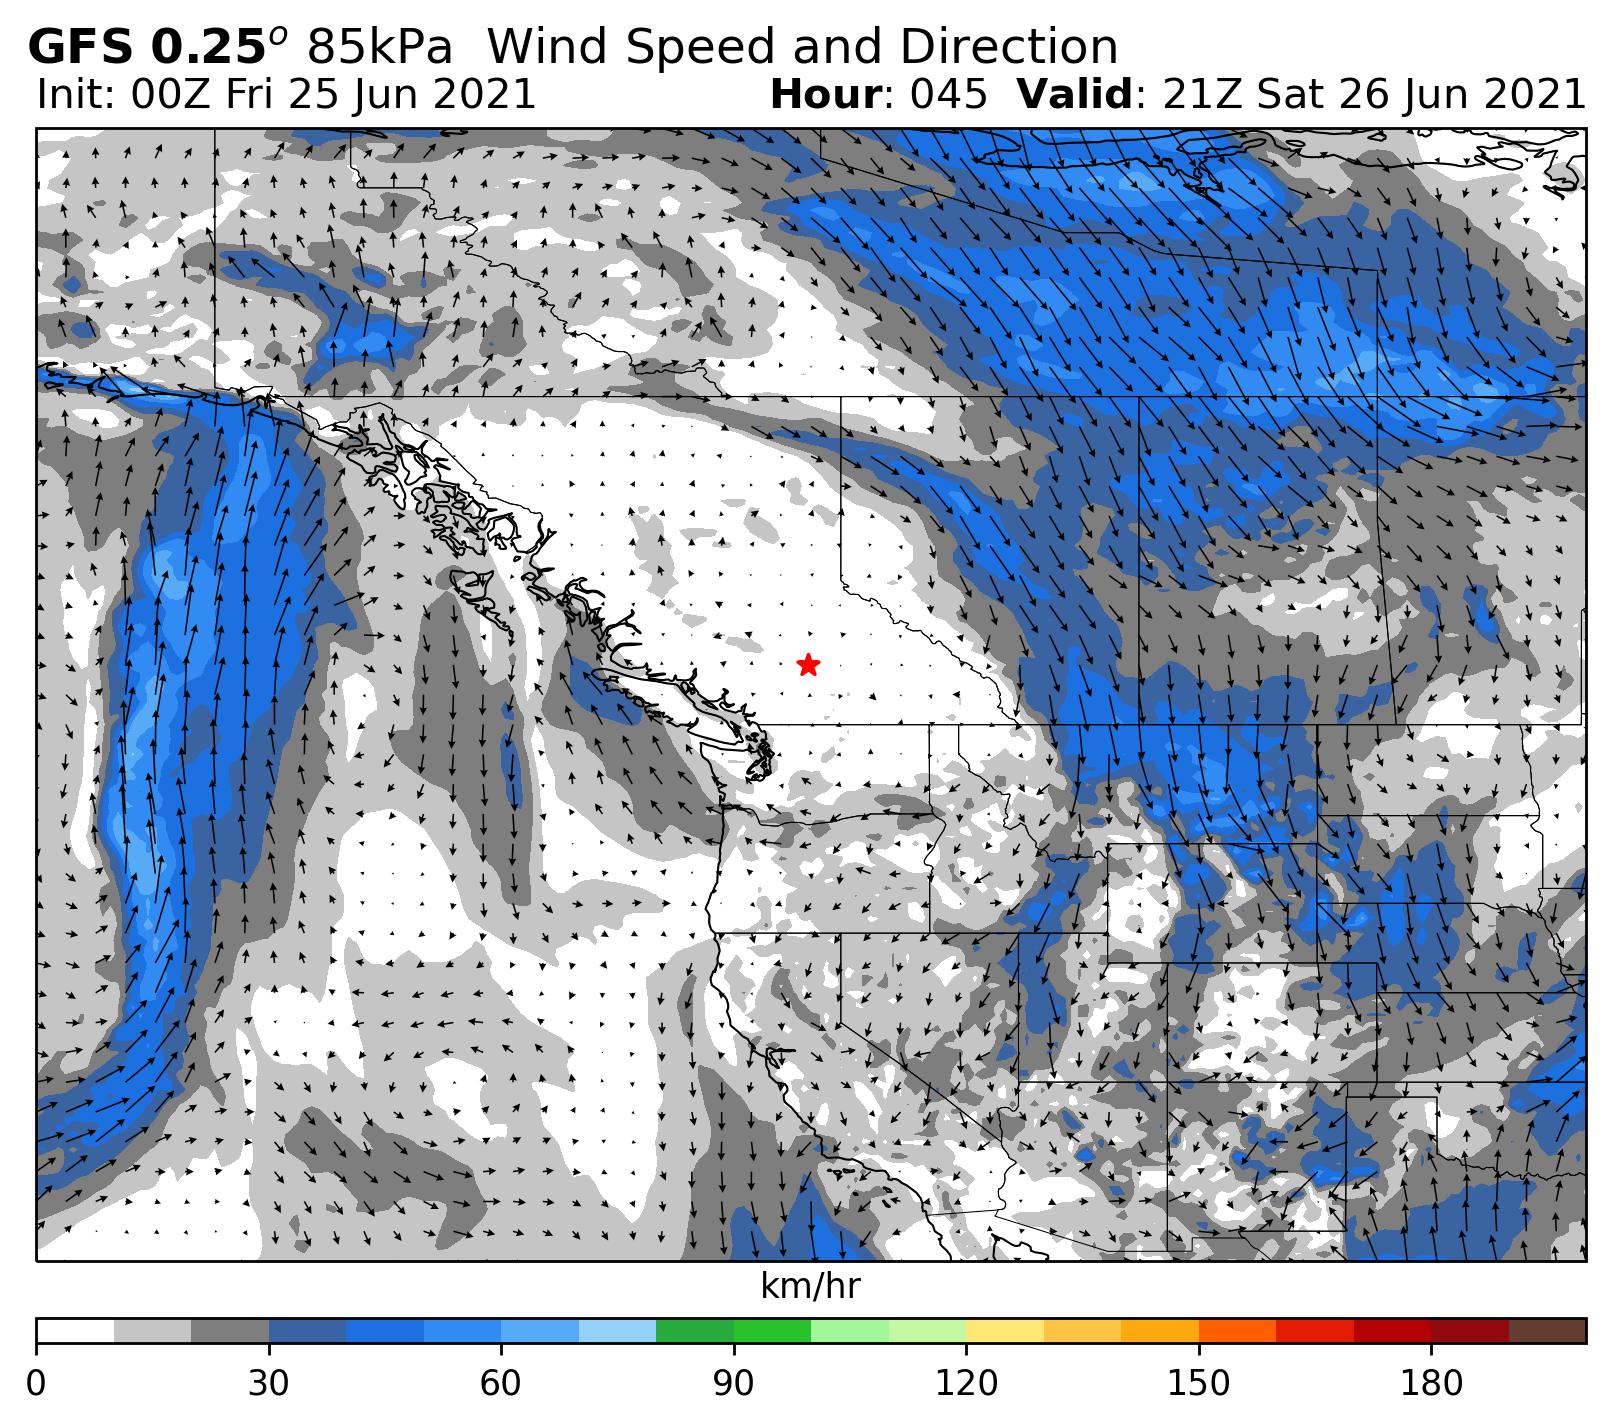 GFS 0.25° 85kPa Wind Speed and Direction
Init: 00Z Fri 25 Jun 2021 Hour: 045 Valid: 21Z Sat 26 Jun 2021
km/hr
0 30 60 90 120 150 180